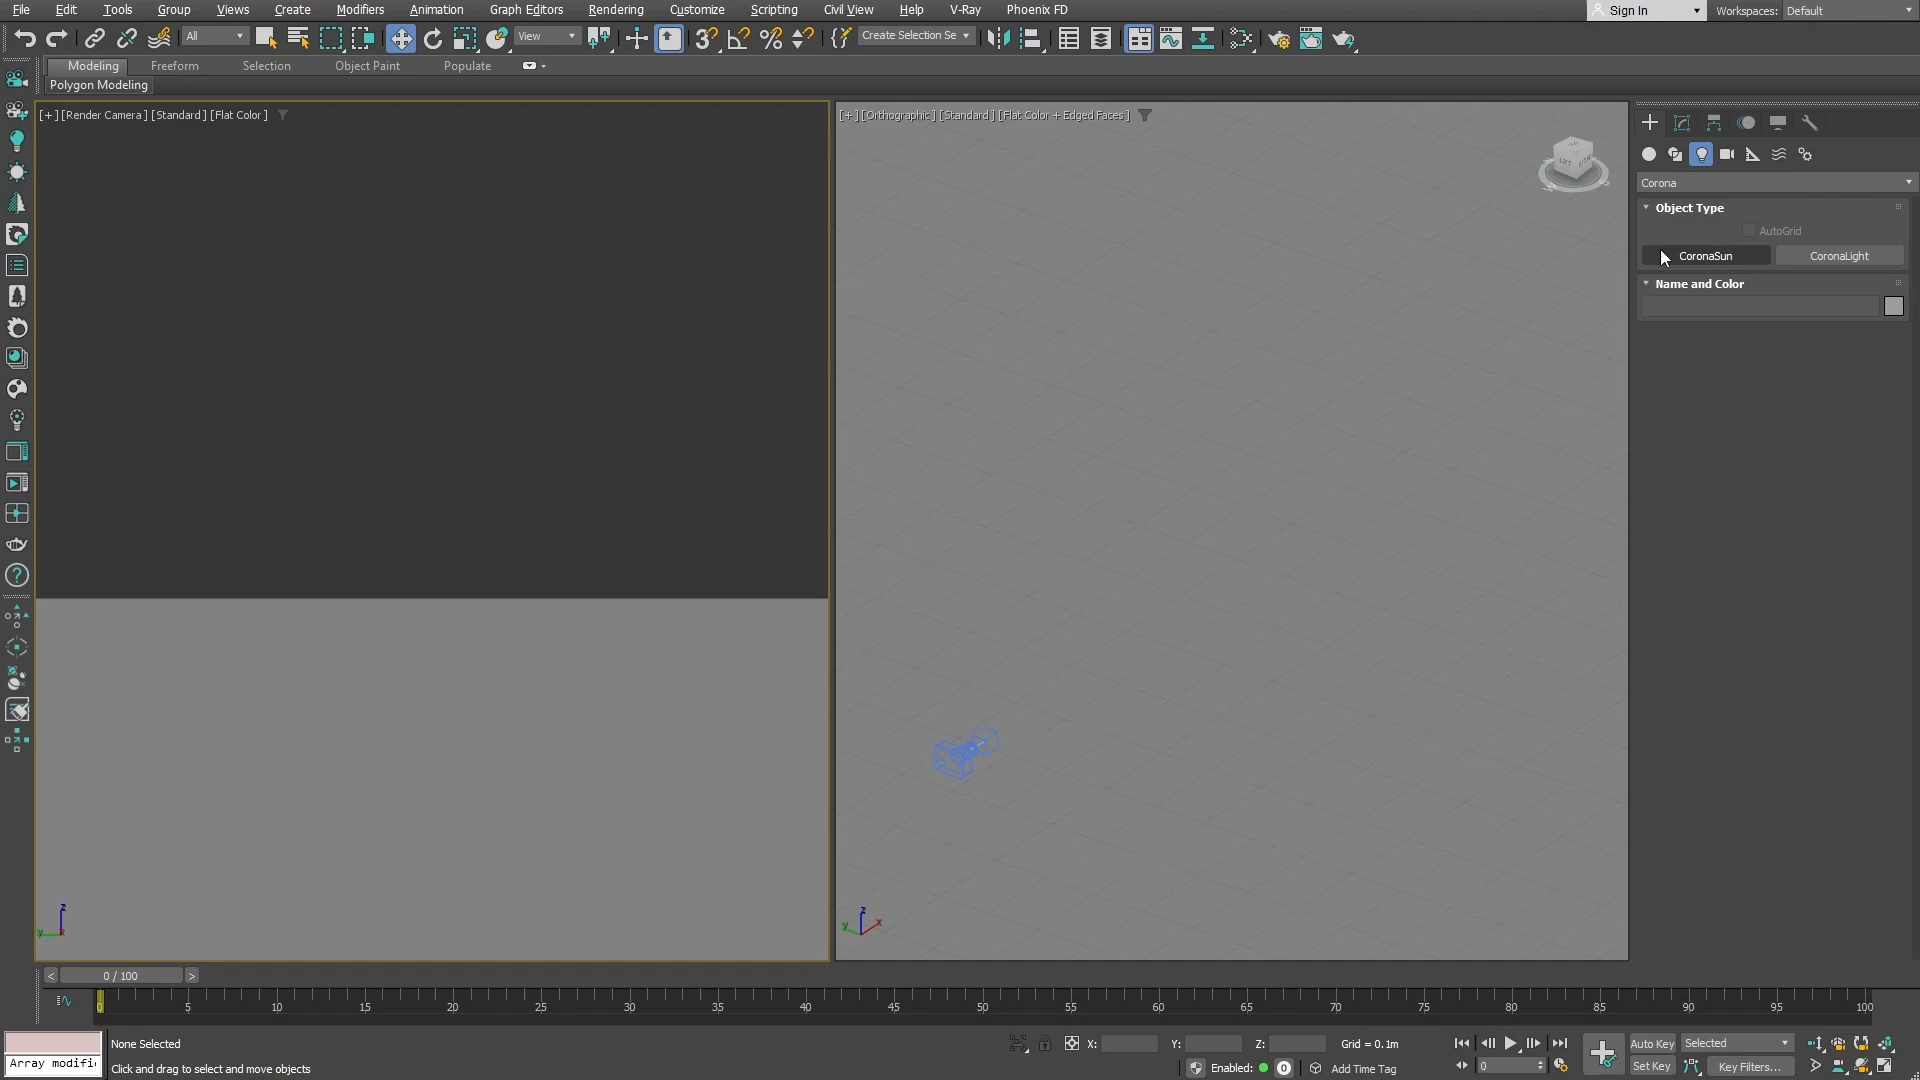 File Edit Tools Group Views Create Modifiers Animation Graph Editors Rendering Customize Scripting Civil View Help V-Ray Phoenix FD Sign In Workspaces: Default
All View Create Selection Se
Modeling Freeform Selection Object Paint Populate
Polygon Modeling
[+] [Render Camera] [Standard] [Flat Color]
[+] [Orthographic] [Standard] [Flat Color + Edged Faces]
LEFT
Corona
Object Type
AutoGrid
CoronaSun CoronaLight
Name and Color
z
y x
z
y x
< 0 / 100 >
0 5 10 15 20 25 30 35 40 45 50 55 60 65 70 75 80 85 90 95 100
None Selected X: Y: Z: Grid = 0.1m Auto Key Selected
Array modifi Click and drag to select and move objects Enabled: 0 Add Time Tag 0 Set Key Key Filters...